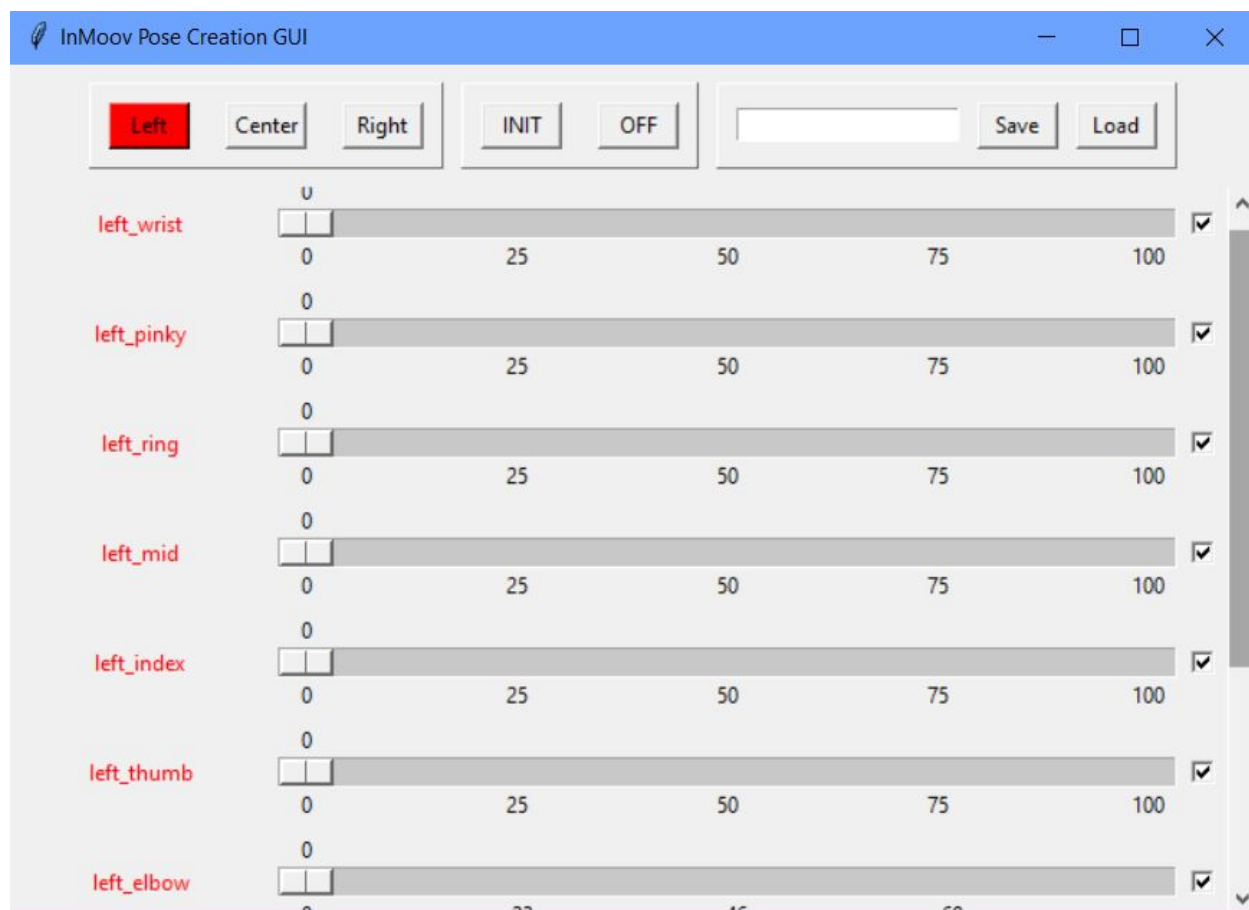 InMoov Pose Creation GUI
Left Center Right INIT OFF Save Load
0
left_wrist
0 25 50 75 100
0
left_pinky
0 25 50 75 100
0
left_ring
0 25 50 75 100
0
left_mid
0 25 50 75 100
0
left_index
0 25 50 75 100
0
left_thumb
0 25 50 75 100
0
left_elbow